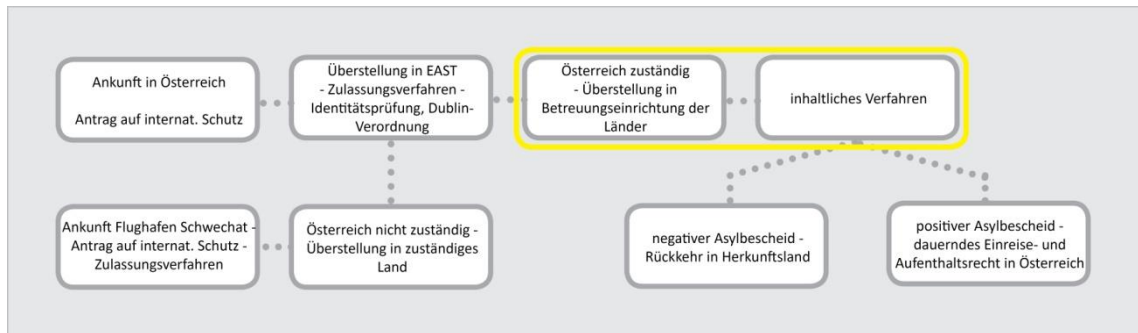 Ankunft in Österreich
Antrag auf internat. Schutz
Überstellung in EAST
- Zulassungsverfahren -
Identitätsprüfung, Dublin-
Verordnung
Österreich zuständig
- Überstellung in
Betreuungseinrichtung der
Länder
inhaltliches Verfahren
Ankunft Flughafen Schwechat -
Antrag auf internat. Schutz -
Zulassungsverfahren
Österreich nicht zuständig -
Überstellung in zuständiges
Land
negativer Asylbescheid -
Rückkehr in Herkunftsland
positiver Asylbescheid -
dauerndes Einreise- und
Aufenthaltsrecht in Österreich